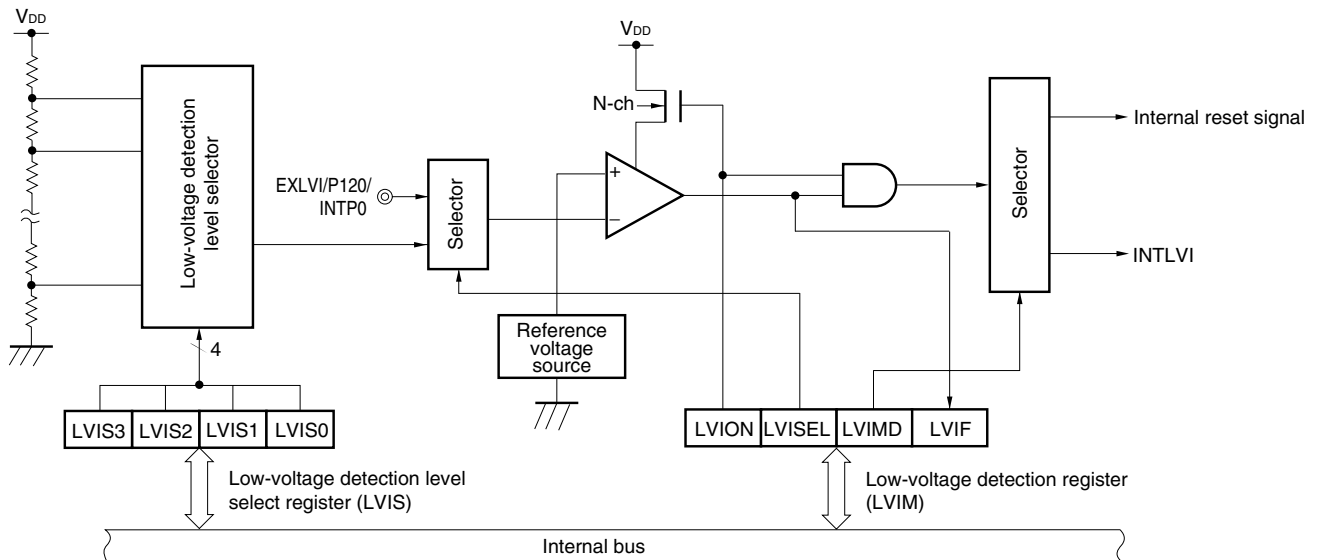 VDD
Low-voltage detection
level selector
4
LVIS3 LVIS2 LVIS1 LVIS0
Low-voltage detection level
select register (LVIS)
EXLVI/P120/
INTP0
Selector
VDD
N-ch
+
−
Reference
voltage
source
Selector
Internal reset signal
INTLVI
LVION LVISEL LVIMD LVIF
Low-voltage detection register
(LVIM)
Internal bus